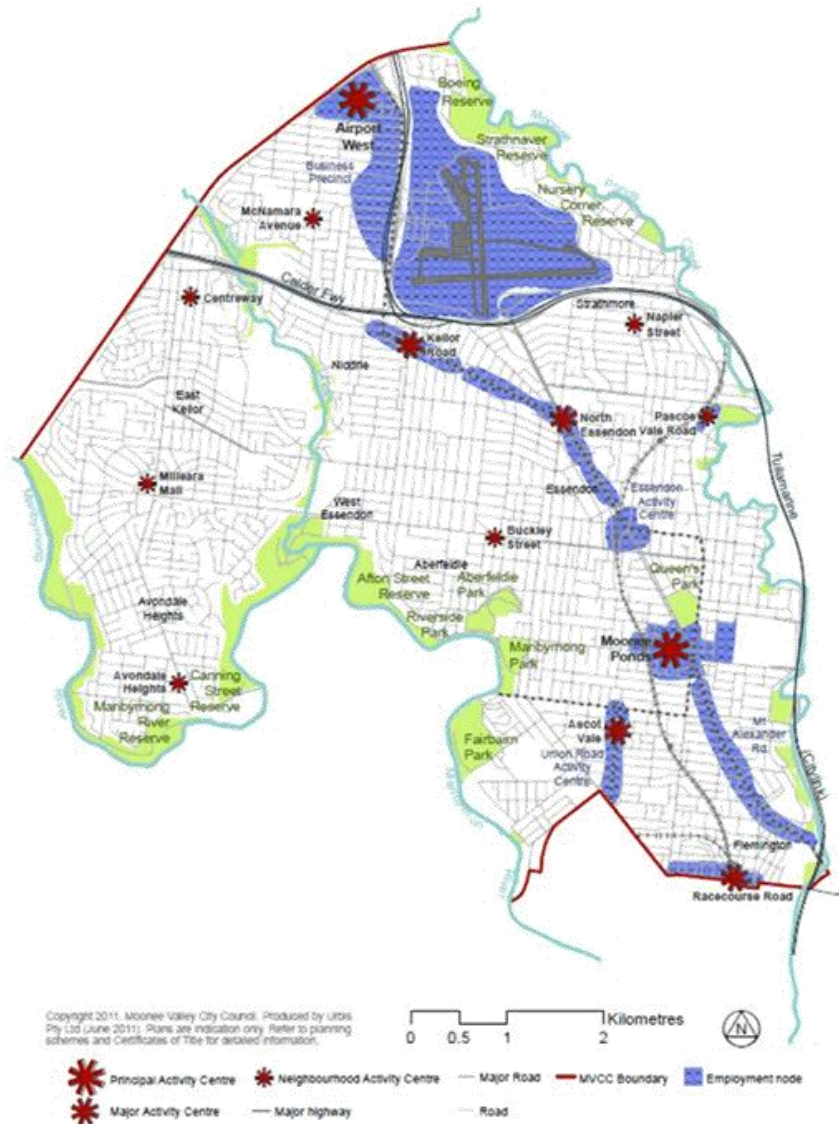 Boeing
Reserve
Moonee
Ponds
Airport
West
Strathnaver
Reserve
Business
Precinct
Nursery
Corner
Reserve
McNamara
Avenue
Calder Fwy
Centreway
Strathmore
Napier
Street
Keilor
Road
Niddrie
East
Keilor
North
Essendon
Pascoe
Vale Road
Tullamarine
Milleara
Mall
Essendon
Essendon
Activity
Centre
West
Essendon
Buckley
Street
Aberfeldie
Afton Street
Reserve
Aberfeldie
Park
Queen's
Park
Riverside
Park
Avondale
Heights
Moonee
Ponds
Maribyrnong
Park
Avondale
Heights
Canning
Street
Reserve
Maribyrnong
River
Reserve
River
Ascot
Vale
Union Road
Activity
Centre
Mt
Alexander
Rd.
Fairbairn
Park
Maribyrnong
River
(CityLink)
Flemington
Racecourse Road
Copyright 2011, Moonee Valley City Council. Produced by Urbis
Pty Ltd (June 2011). Plans are indication only. Refer to planning
schemes and Certificates of Title for detailed information.
Kilometres
0 0.5 1 2
N
Principal Activity Centre Neighbourhood Activity Centre Major Road MVCC Boundary Employment node
Major Activity Centre Major highway Road